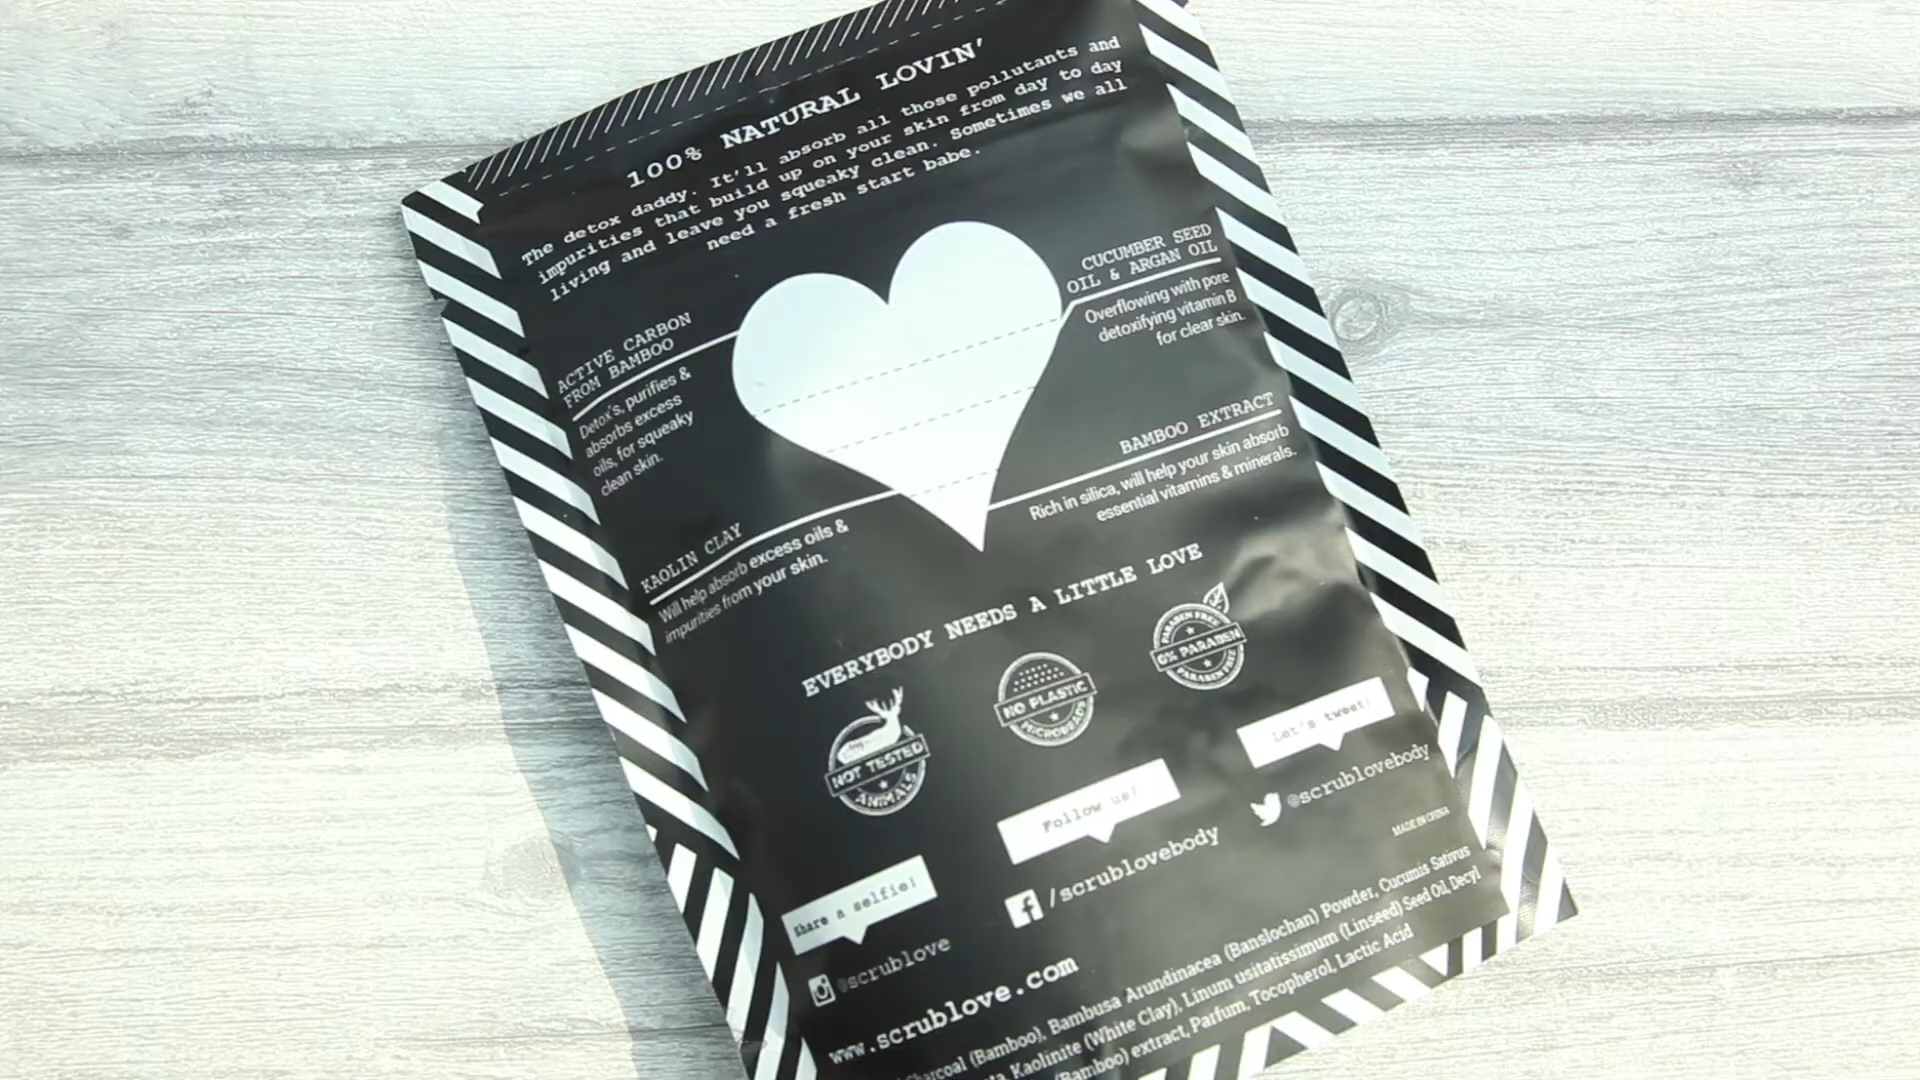 100% NATURAL LOVIN'
The detox daddy. It'll absorb all those pollutants and
impurities that build up on your skin from day to day
living and leave you squeaky clean. Sometimes we all
need a fresh start babe.
ACTIVE CARBON
FROM BAMBOO
Detox's, purifies &
absorbs excess
oils, for squeaky
clean skin.
CUCUMBER SEED
OIL & ARGAN OIL
Overflowing with pore
detoxifying vitamin B
for clear skin.
BAMBOO EXTRACT
Rich in silica, will help your skin absorb
essential vitamins & minerals.
KAOLIN CLAY
Will help absorb excess oils &
impurities from your skin.
EVERYBODY NEEDS A LITTLE LOVE
NOT TESTED
ANIMALS
NO PLASTIC
MICROBEADS
PARABEN FREE
0% PARABEN
PARABEN FREE
Share a selfie!
@scrublove
Follow us!
/scrublovebody
Let's tweet!
@scrublovebody
MADE IN CHINA
www.scrublove.com
Charcoal (Bamboo), Bambusa Arundinacea (Banslochan) Powder, Cucumis Sativus
Kaolinite (White Clay), Linum usitatissimum (Linseed) Seed Oil, Decyl
(Bamboo) extract, Parfum, Tocopherol, Lactic Acid